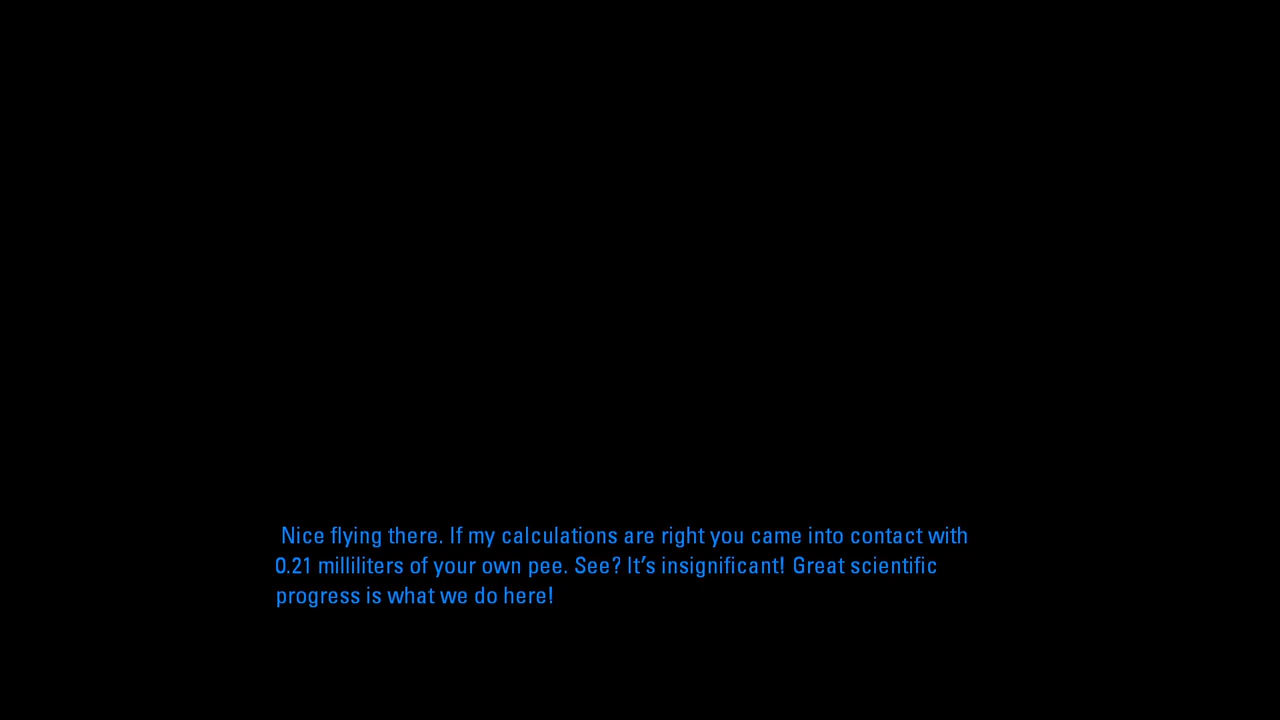 Nice flying there. If my calculations are right you came into contact with
0.21 milliliters of your own pee. See? It’s insignificant! Great scientific
progress is what we do here!